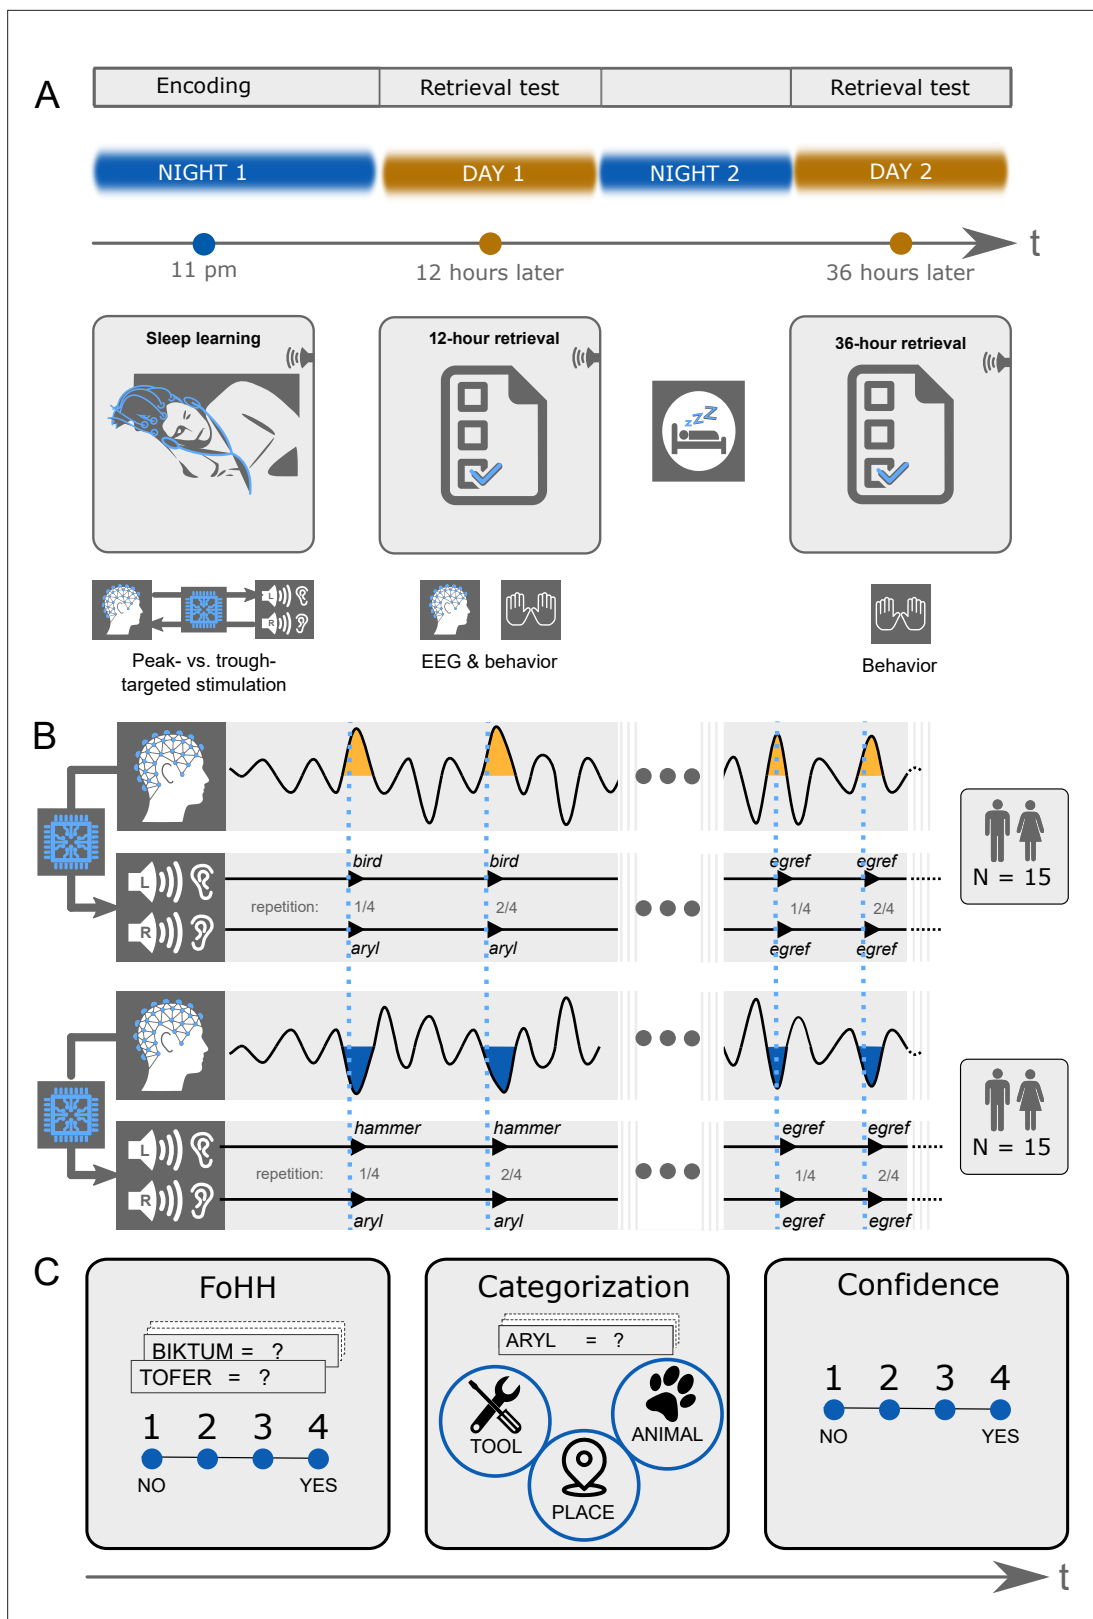 A
Encoding
Retrieval test
Retrieval test
NIGHT 1
DAY 1
NIGHT 2
DAY 2
t
11 pm
12 hours later
36 hours later
Sleep learning
12-hour retrieval
36-hour retrieval
z z Z Z
L
R
Peak- vs. trough-
targeted stimulation
EEG & behavior
Behavior
B
L
R
bird
bird
egref
egref
repetition:
1/4
2/4
1/4
2/4
aryl
aryl
egref
egref
N = 15
L
R
hammer
hammer
egref
egref
repetition:
1/4
2/4
1/4
2/4
aryl
aryl
egref
egref
N = 15
C
FoHH
BIKTUM = ?
TOFER = ?
1 2 3 4
NO YES
Categorization
ARYL = ?
TOOL
ANIMAL
PLACE
Confidence
1 2 3 4
NO YES
t